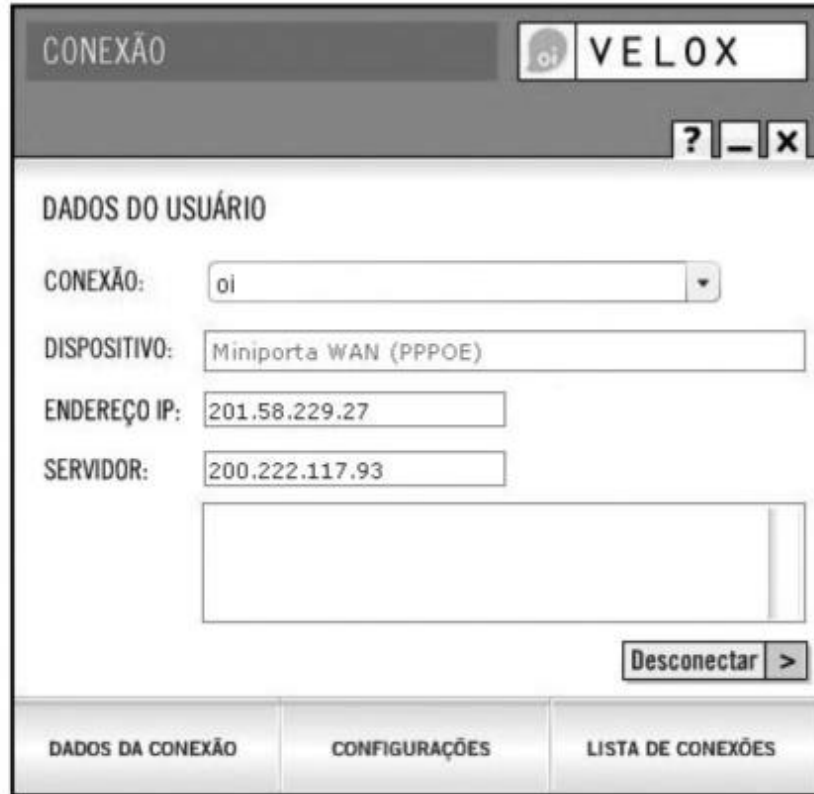 CONEXÃO
oi VELOX
? _ X
DADOS DO USUÁRIO
CONEXÃO: oi
DISPOSITIVO: Miniporta WAN (PPPOE)
ENDEREÇO IP: 201.58.229.27
SERVIDOR: 200.222.117.93
Desconectar >
DADOS DA CONEXÃO CONFIGURAÇÕES LISTA DE CONEXÕES